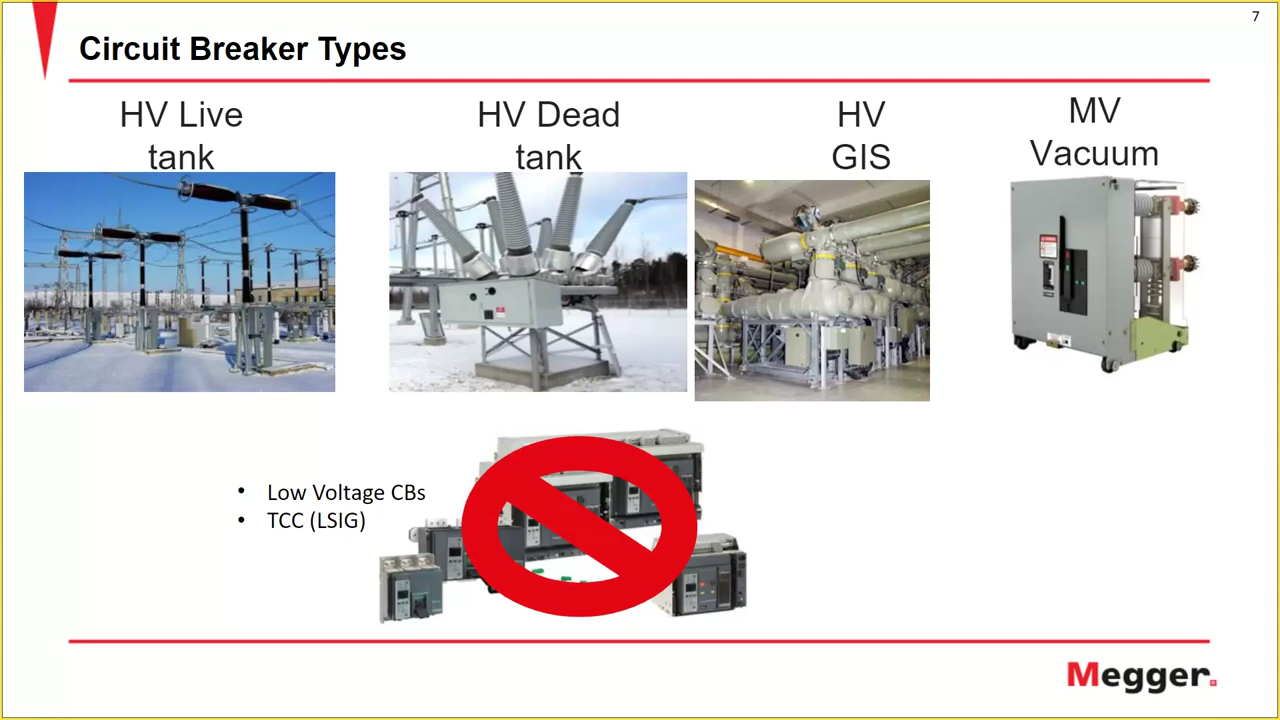 7
Circuit Breaker Types
HV Live
tank
HV Dead
tank
HV
GIS
MV
Vacuum
• Low Voltage CBs
• TCC (LSIG)
Megger.